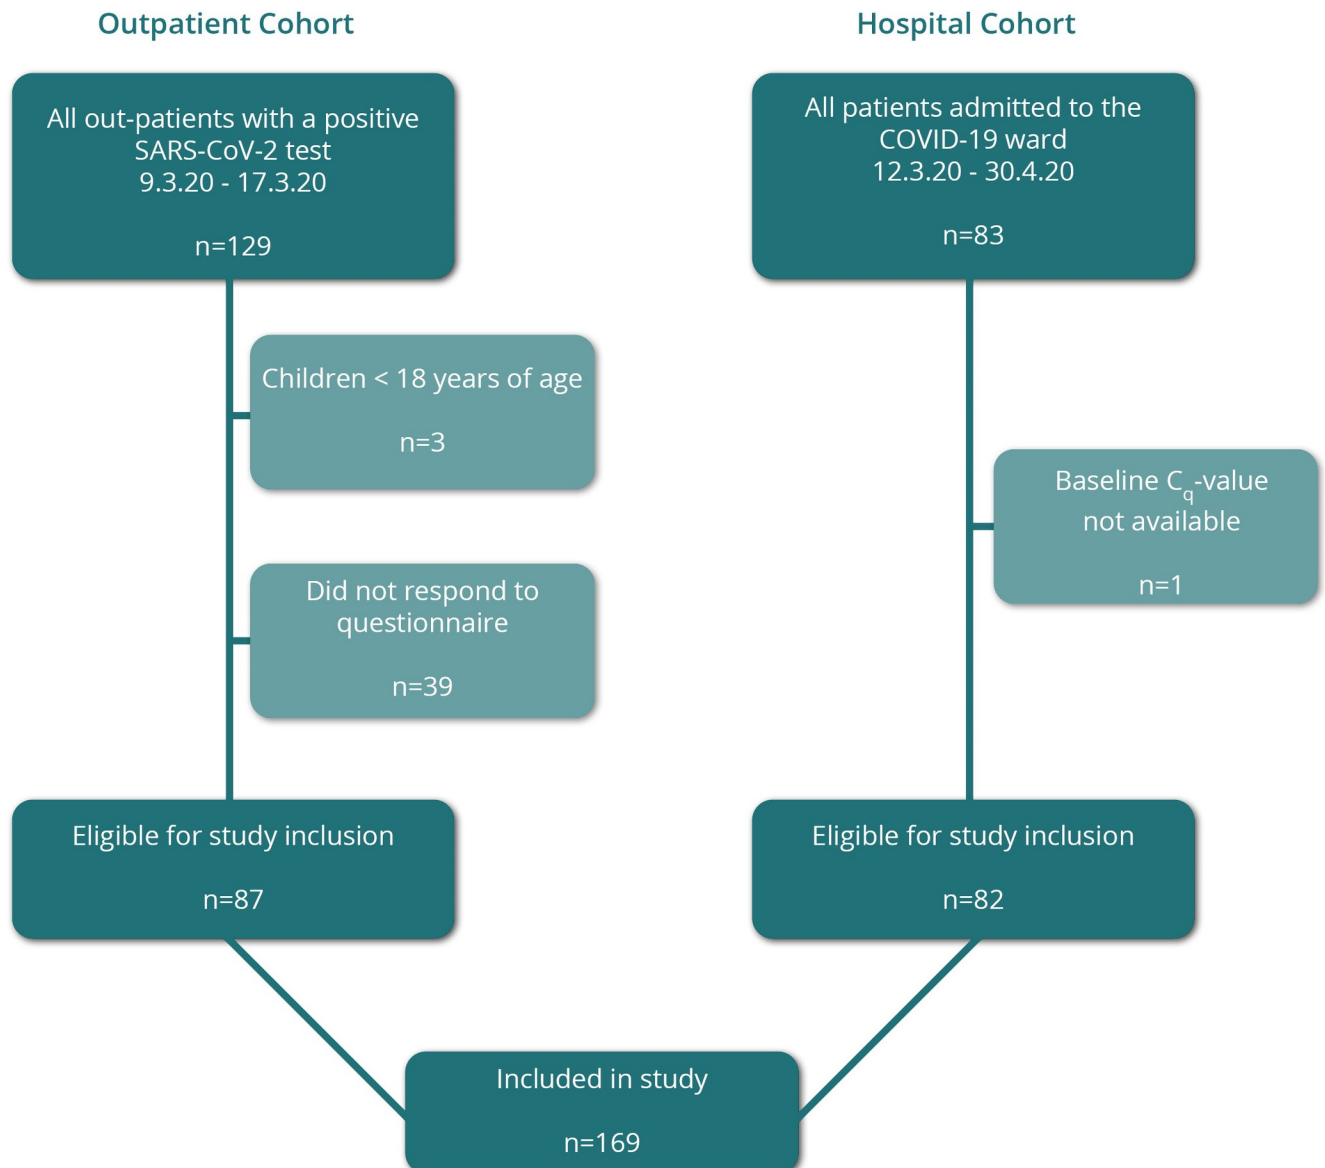 Outpatient Cohort
All out-patients with a positive
SARS-CoV-2 test
9.3.20 - 17.3.20
n=129
Children < 18 years of age
n=3
Did not respond to
questionnaire
n=39
Eligible for study inclusion
n=87
Hospital Cohort
All patients admitted to the
COVID-19 ward
12.3.20 - 30.4.20
n=83
Baseline Cq-value
not available
n=1
Eligible for study inclusion
n=82
Included in study
n=169